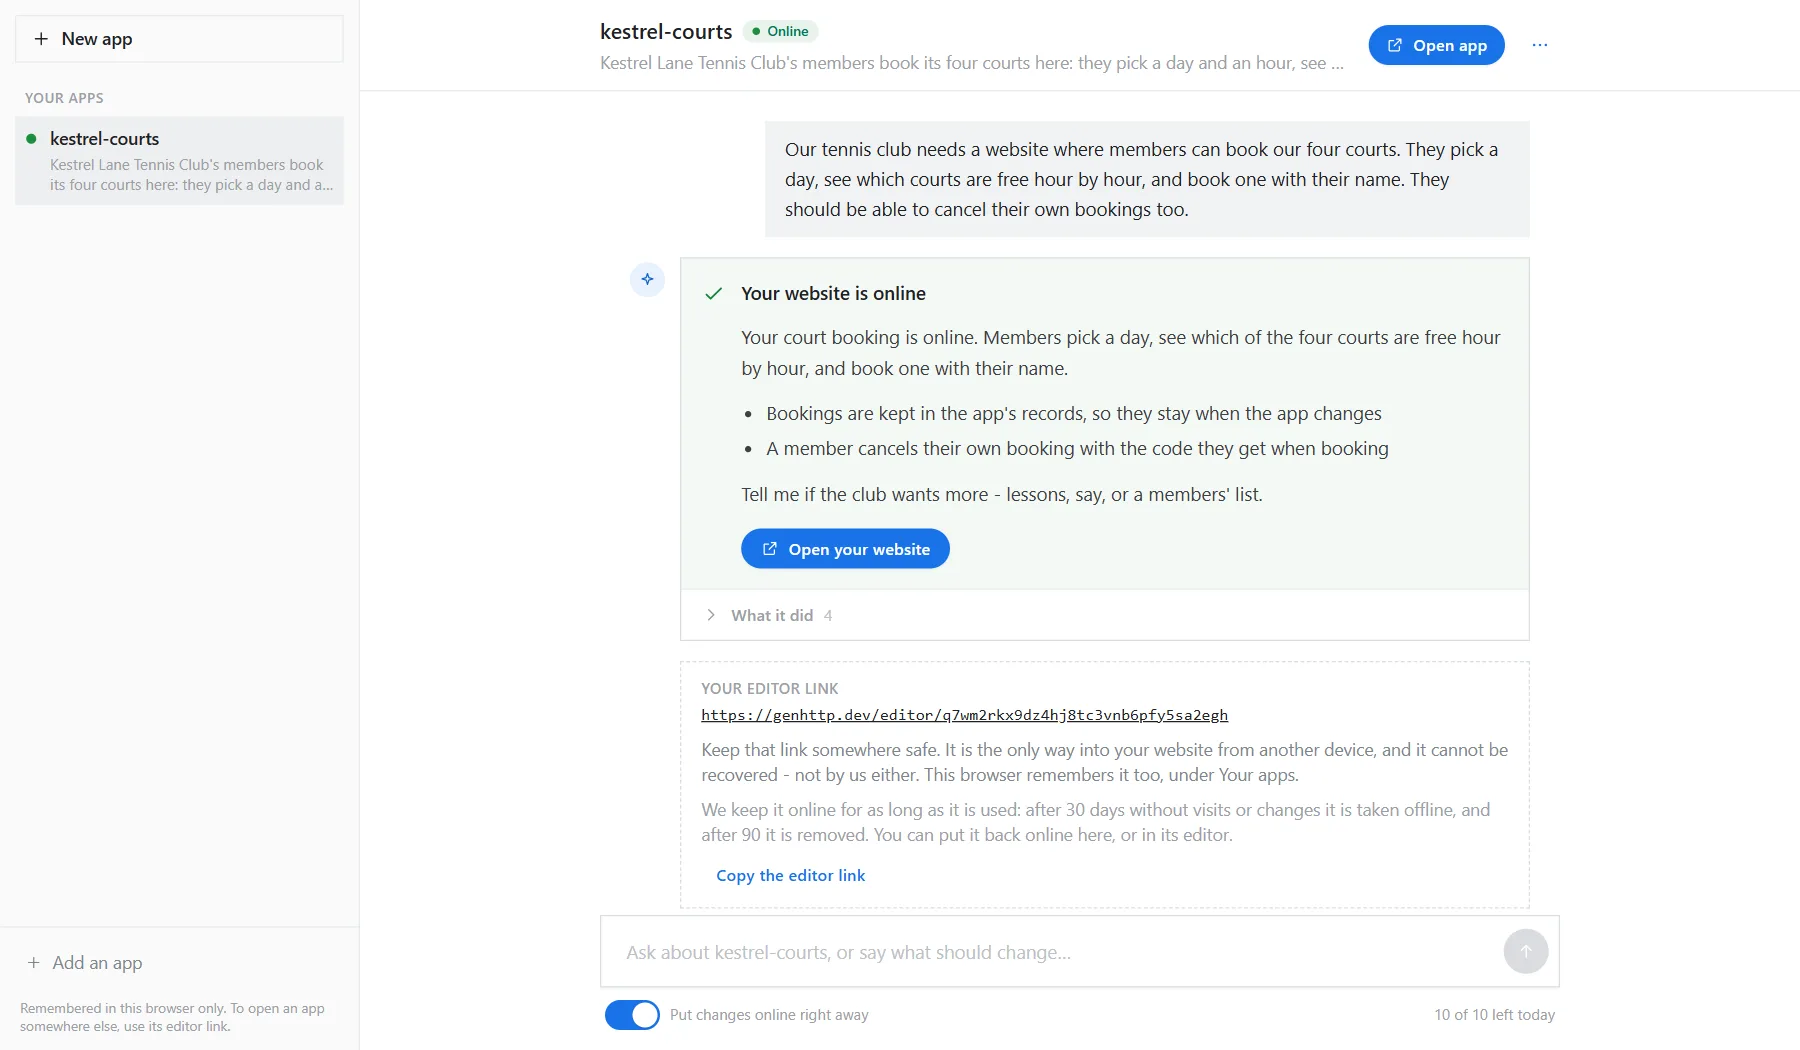 New app
YOUR APPS
kestrel-courts
Kestrel Lane Tennis Club's members book
its four courts here: they pick a day and a...
Add an app
Remembered in this browser only. To open an app
somewhere else, use its editor link.
kestrel-courts
Online
Kestrel Lane Tennis Club's members book its four courts here: they pick a day and an hour, see ...
Open app
Our tennis club needs a website where members can book our four courts. They pick a
day, see which courts are free hour by hour, and book one with their name. They
should be able to cancel their own bookings too.
Your website is online
Your court booking is online. Members pick a day, see which of the four courts are free hour
by hour, and book one with their name.
• Bookings are kept in the app's records, so they stay when the app changes
• A member cancels their own booking with the code they get when booking
Tell me if the club wants more - lessons, say, or a members' list.
Open your website
What it did 4
YOUR EDITOR LINK
https://genhttp.dev/editor/q7wm2rkx9dz4hj8tc3vnb6pfy5sa2egh
Keep that link somewhere safe. It is the only way into your website from another device, and it cannot be
recovered - not by us either. This browser remembers it too, under Your apps.
We keep it online for as long as it is used: after 30 days without visits or changes it is taken offline, and
after 90 it is removed. You can put it back online here, or in its editor.
Copy the editor link
Ask about kestrel-courts, or say what should change...
Put changes online right away
10 of 10 left today